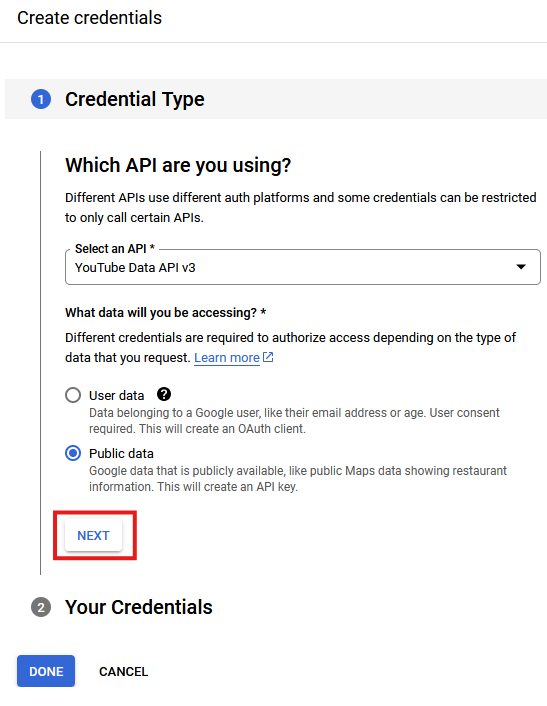 Create credentials
1 Credential Type
Which API are you using?
Different APIs use different auth platforms and some credentials can be restricted
to only call certain APIs.
Select an API *
YouTube Data API v3
What data will you be accessing? *
Different credentials are required to authorize access depending on the type of
data that you request. Learn more
User data ?
Data belonging to a Google user, like their email address or age. User consent
required. This will create an OAuth client.
Public data
Google data that is publicly available, like public Maps data showing restaurant
information. This will create an API key.
NEXT
2 Your Credentials
DONE CANCEL